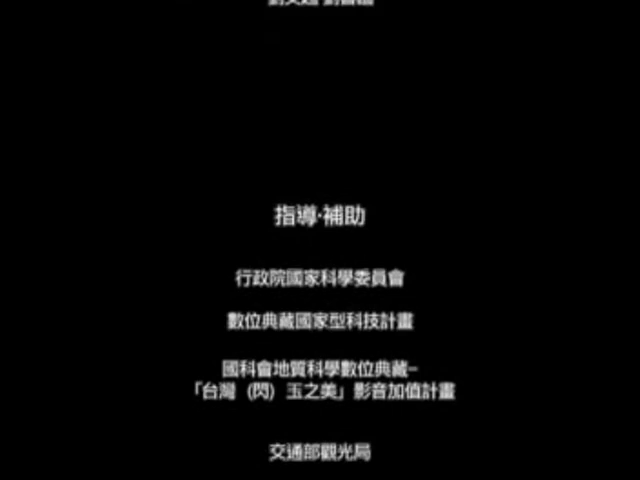 指導·補助
行政院國家科學委員會
數位典藏國家型科技計畫
國科會地質科學數位典藏–
「台灣（閃）玉之美」影音加值計畫
交通部觀光局